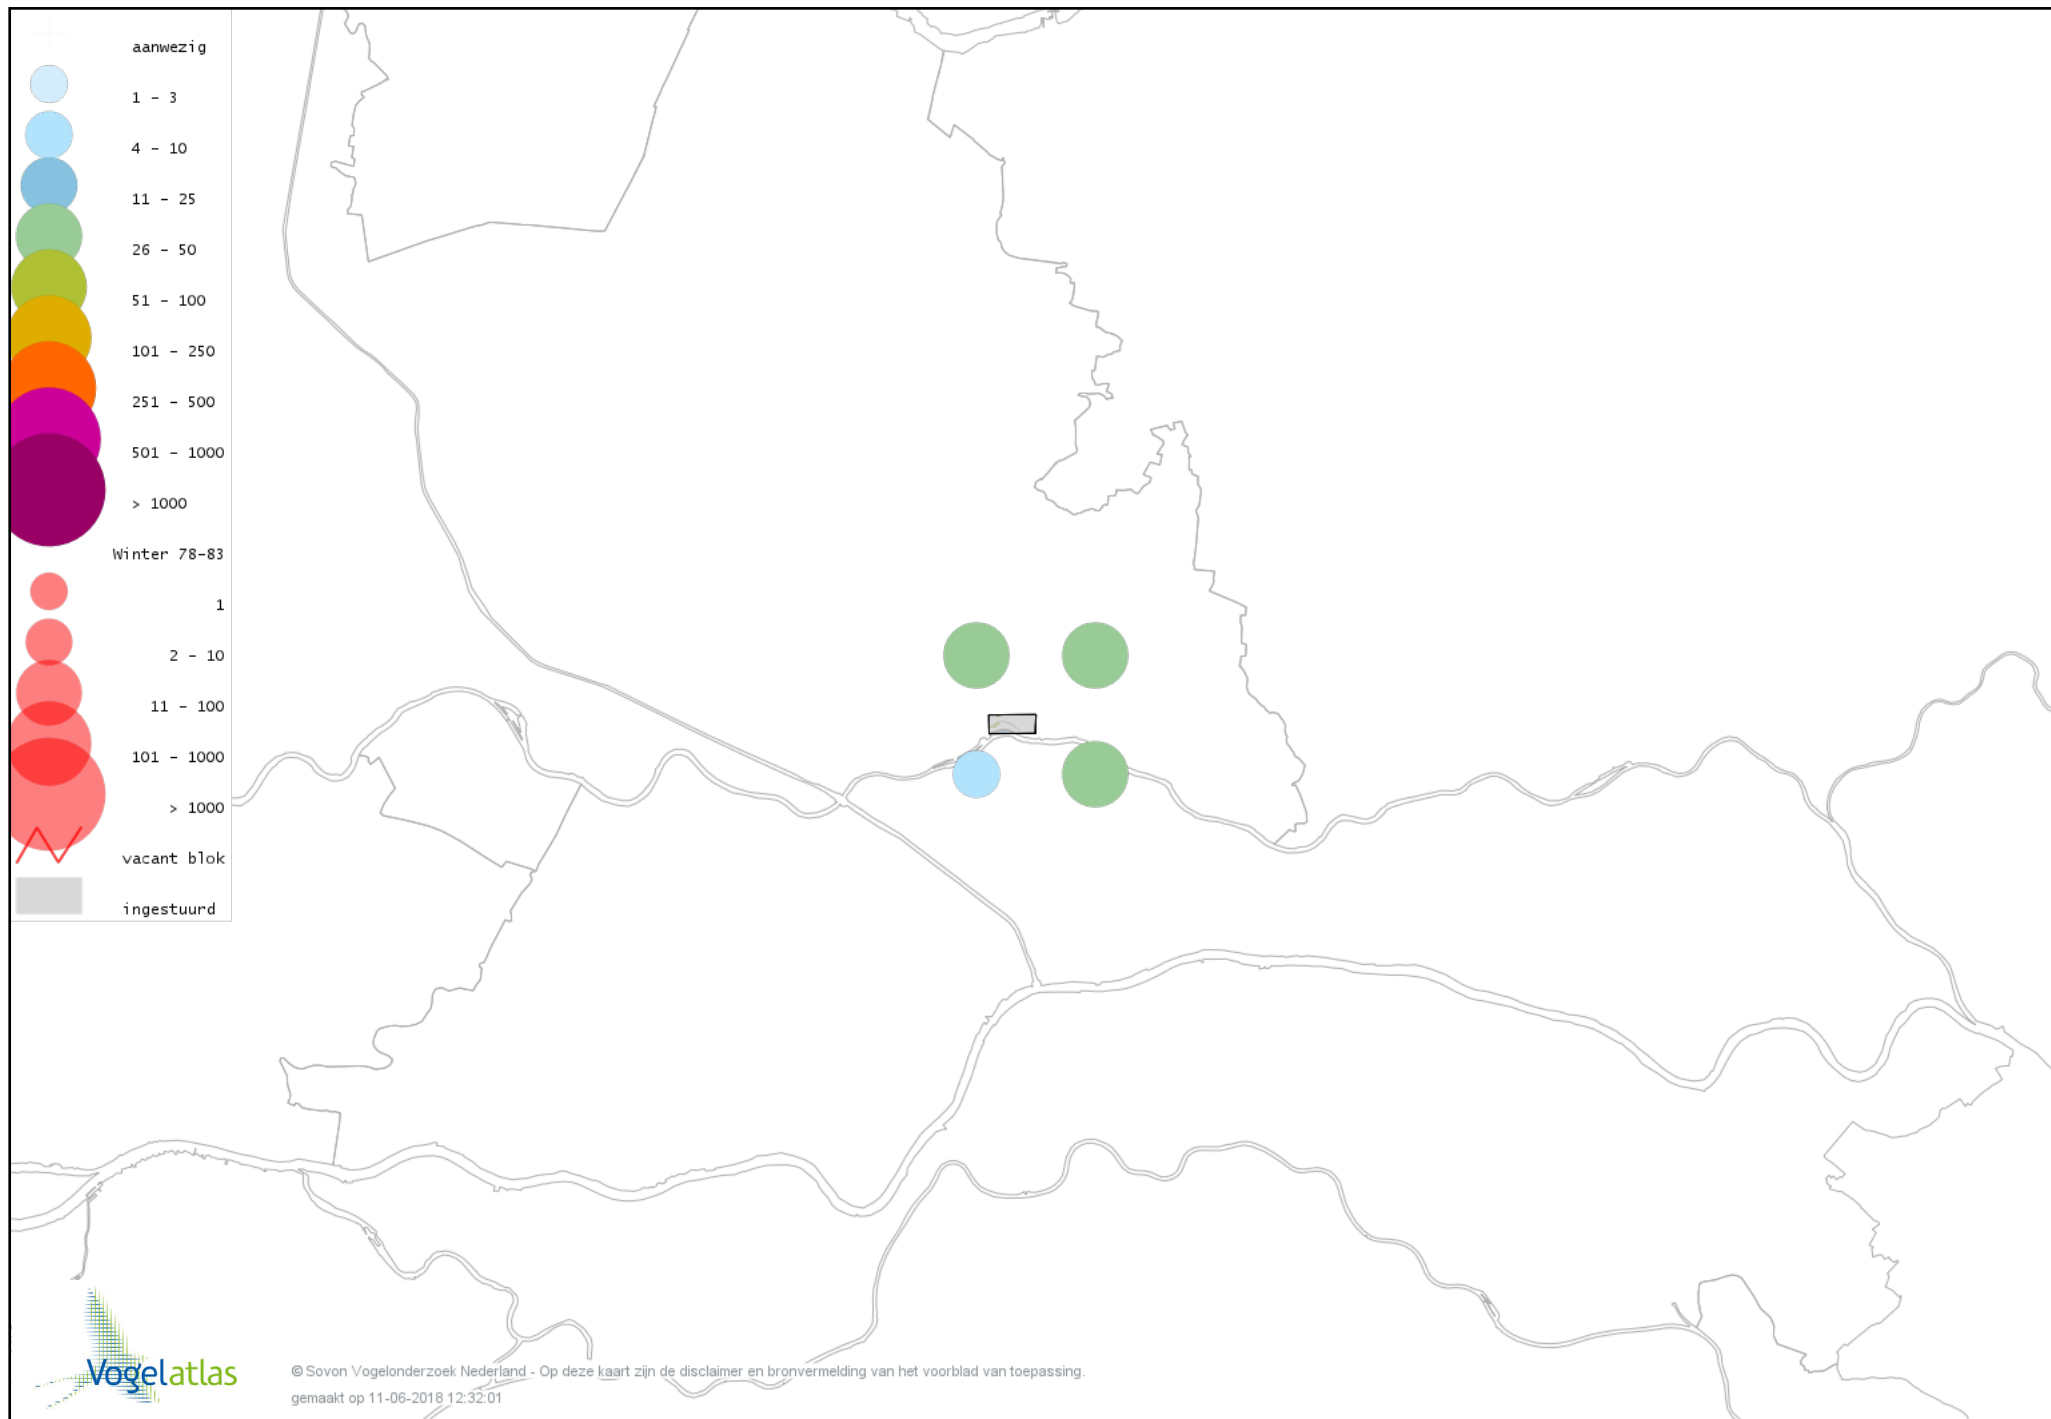 aanwezig
1 - 3
4 - 10
11 - 25
26 - 50
51 - 100
101 - 250
251 - 500
501 - 1000
> 1000
Winter 78-83
1
2 - 10
11 - 100
101 - 1000
> 1000
vacant blok
ingestuurd
Vogelatlas
© Sovon Vogelonderzoek Nederland - Op deze kaart zijn de disclaimer en bronvermelding van het voorblad van toepassing.
gemaakt op 11-06-2018 12:32:01